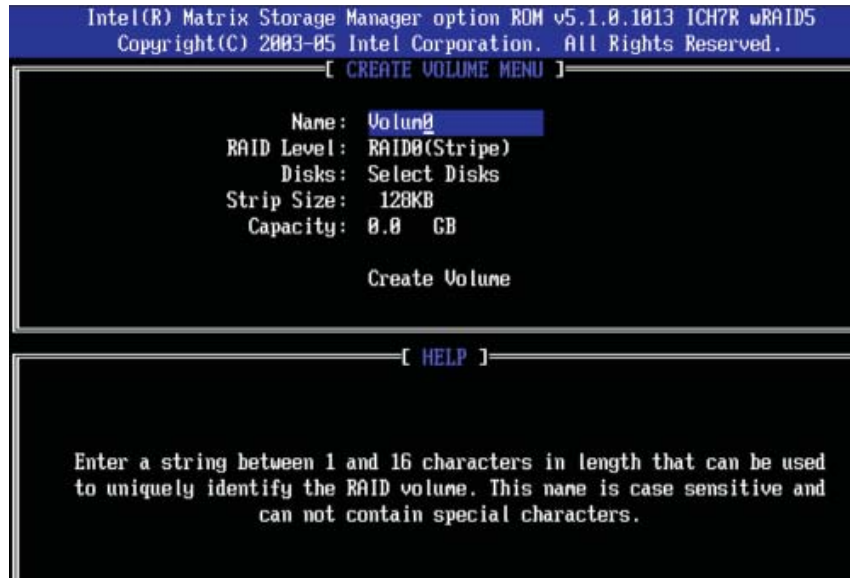 Intel(R) Matrix Storage Manager option ROM v5.1.0.1013 ICH7R wRAID5
Copyright(C) 2003-05 Intel Corporation. All Rights Reserved.
[ CREATE VOLUME MENU ]
Name: Volum0
RAID Level: RAID0(Stripe)
Disks: Select Disks
Strip Size: 128KB
Capacity: 0.0 GB
Create Volume
[ HELP ]
Enter a string between 1 and 16 characters in length that can be used
to uniquely identify the RAID volume. This name is case sensitive and
can not contain special characters.